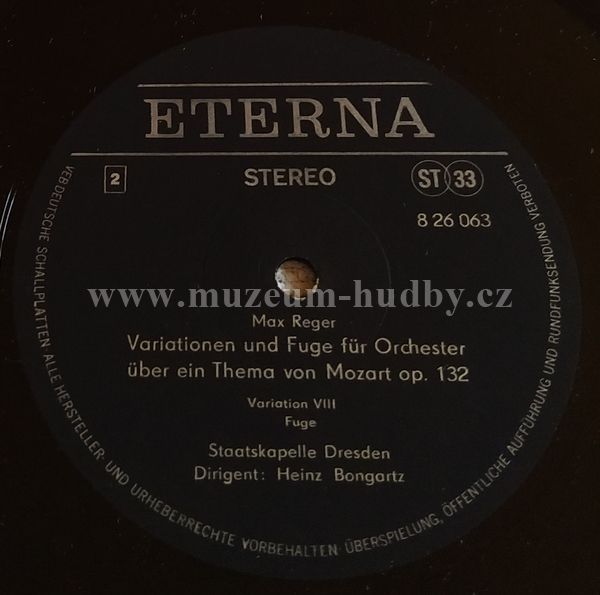 ETERNA
2 STEREO ST 33
8 26 063
www.muzeum-hudby.cz
Max Reger
Variationen und Fuge für Orchester
über ein Thema von Mozart op. 132
Variation VIII
Fuge
Staatskapelle Dresden
Dirigent: Heinz Bongartz
VEB DEUTSCHE SCHALLPLATTEN ALLE HERSTELLER- UND URHEBERRECHTE VORBEHALTEN ÜBERSPIELUNG, ÖFFENTLICHE AUFFÜHRUNG UND RUNDFUNKSENDUNG VERBOTEN